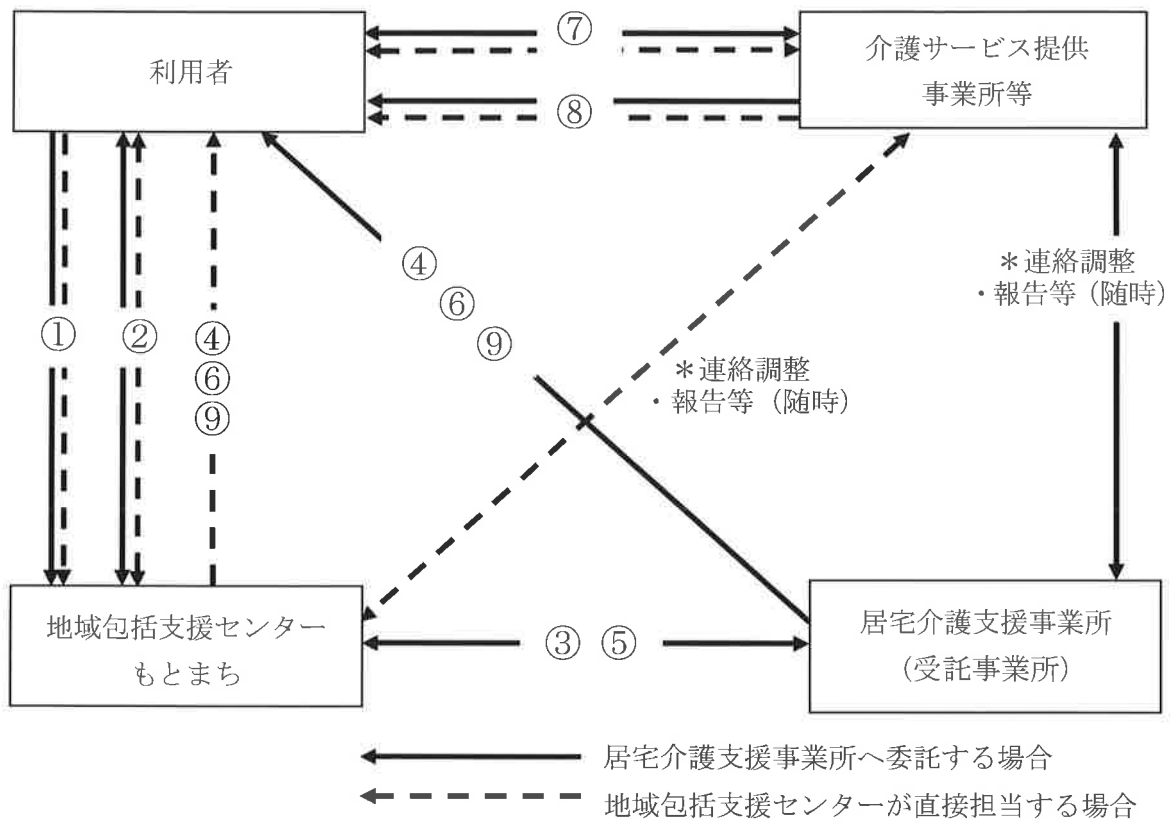 ⑦
利用者
介護サービス提供
事業所等
⑧
④
⑥
⑨
＊連絡調整
・報告等（随時）
①
②
④
⑥
⑨
＊連絡調整
・報告等（随時）
地域包括支援センター
もとまち
③ ⑤
居宅介護支援事業所
（受託事業所）
居宅介護支援事業所へ委託する場合
地域包括支援センターが直接担当する場合